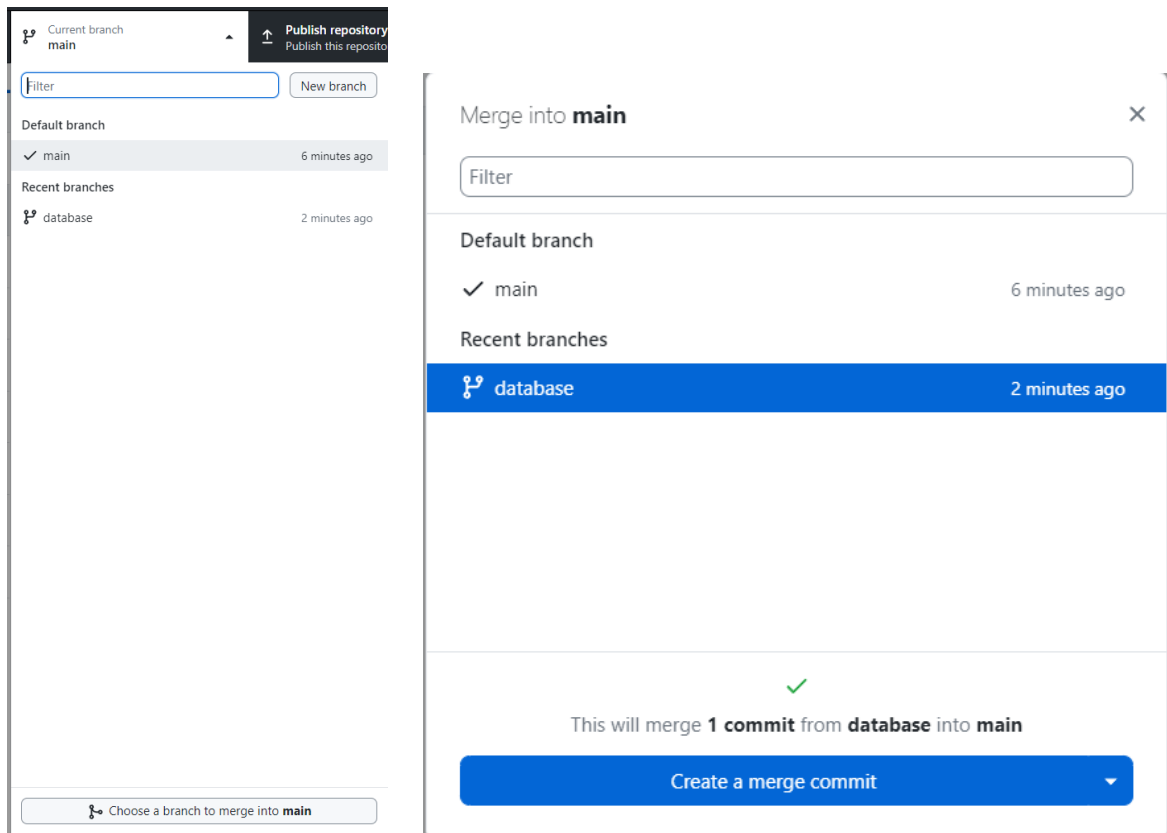 Current branch
main
Publish repository
Publish this reposito
Filter
New branch
Default branch
main 6 minutes ago
Recent branches
database 2 minutes ago
Choose a branch to merge into main
Merge into main
Filter
Default branch
main 6 minutes ago
Recent branches
database 2 minutes ago
This will merge 1 commit from database into main
Create a merge commit